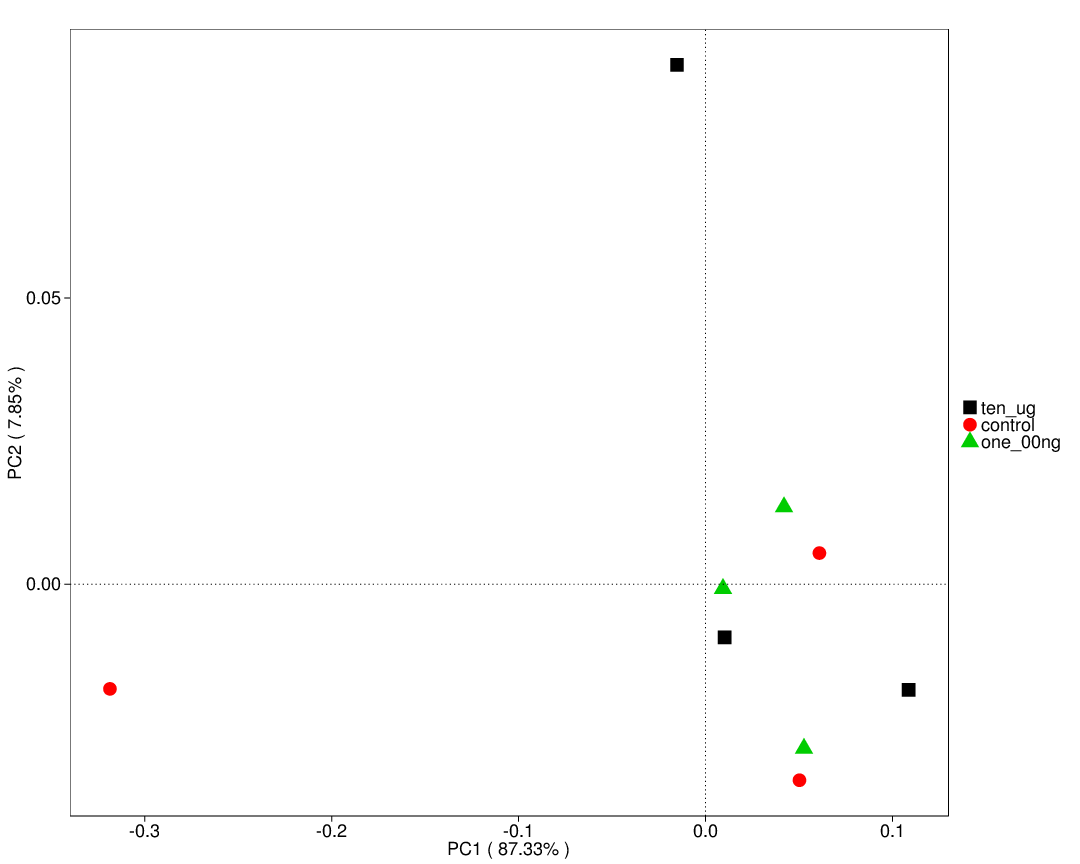 0.05
0.00
PC2 ( 7.85% )
-0.3
-0.2
-0.1
0.0
0.1
PC1 ( 87.33% )
ten_ug
control
one_00ng